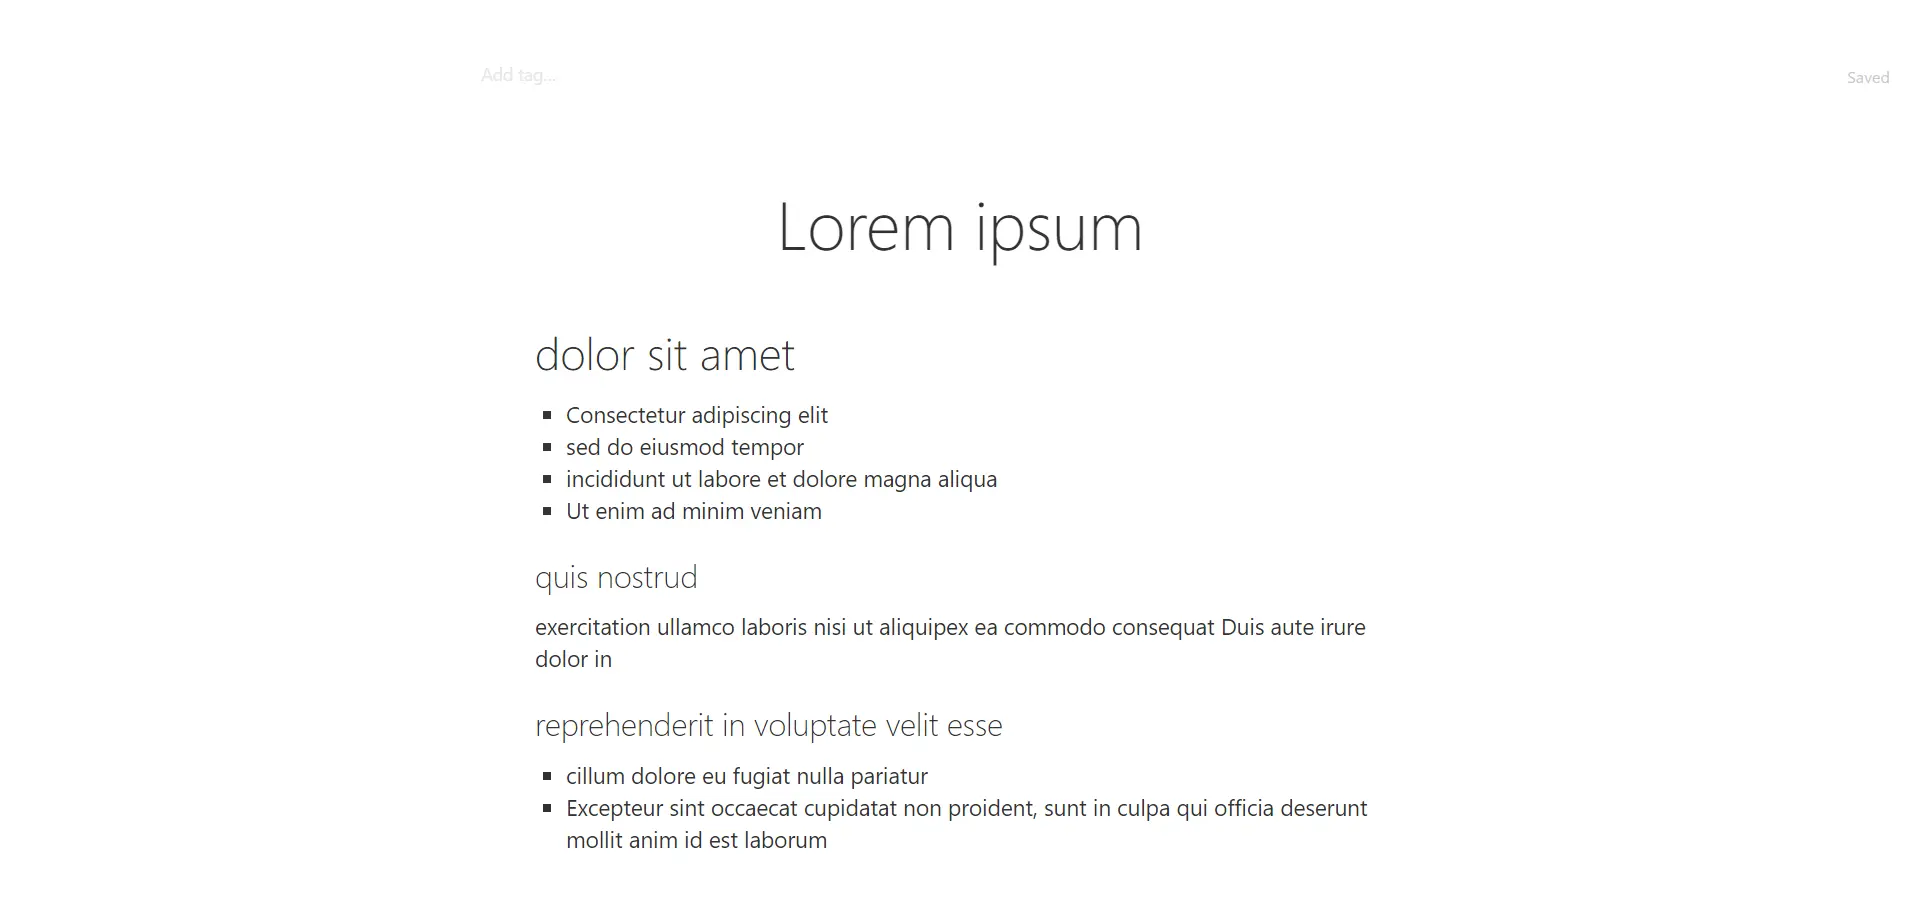 Add tag...
Saved
Lorem ipsum
dolor sit amet
Consectetur adipiscing elit
sed do eiusmod tempor
incididunt ut labore et dolore magna aliqua
Ut enim ad minim veniam
quis nostrud
exercitation ullamco laboris nisi ut aliquipex ea commodo consequat Duis aute irure
dolor in
reprehenderit in voluptate velit esse
cillum dolore eu fugiat nulla pariatur
Excepteur sint occaecat cupidatat non proident, sunt in culpa qui officia deserunt
mollit anim id est laborum